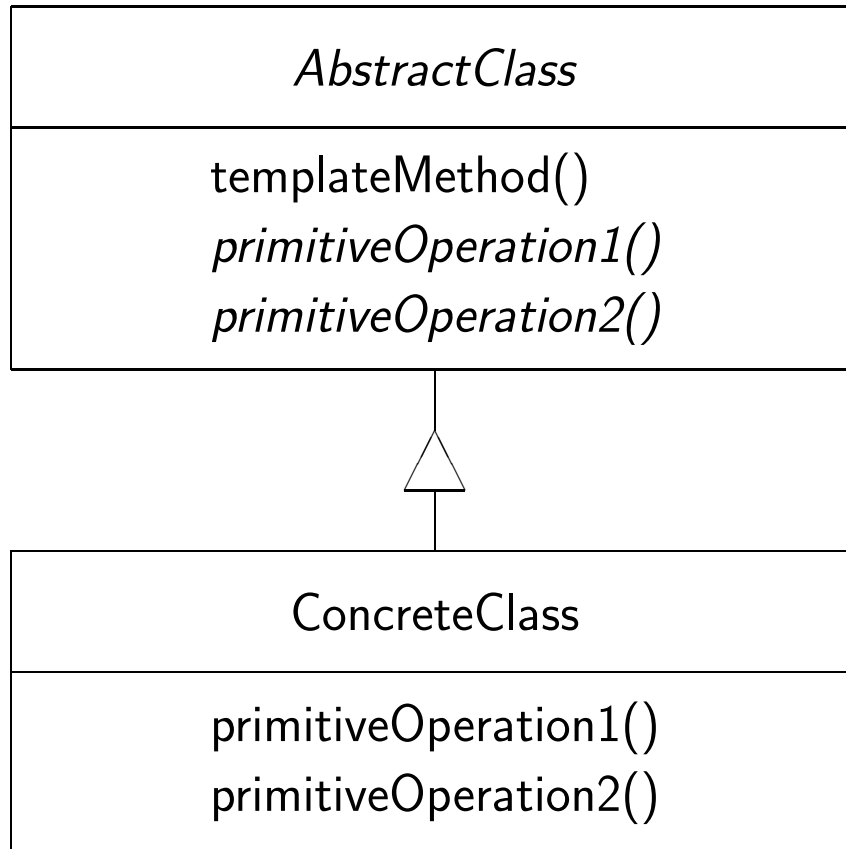 AbstractClass
templateMethod()
primitiveOperation1()
primitiveOperation2()
ConcreteClass
primitiveOperation1()
primitiveOperation2()